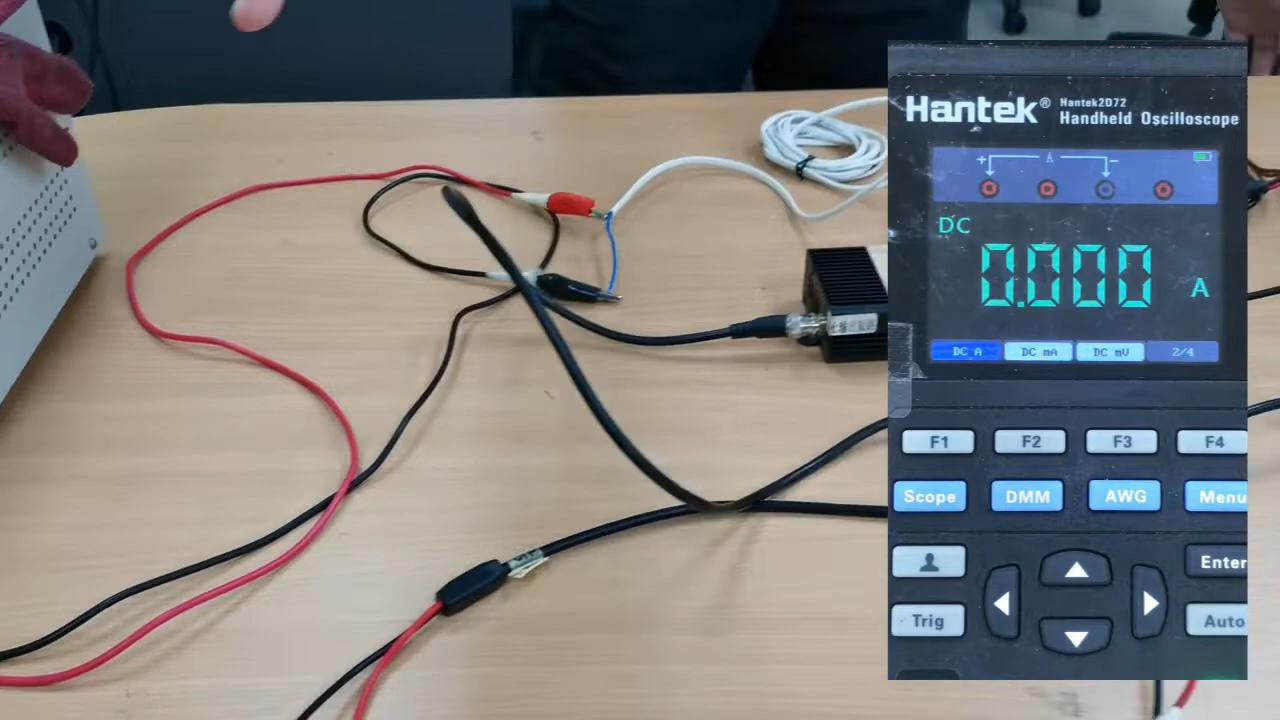 Hantek® Hantek2D72
Handheld Oscilloscope
+ A -
DC
0.000 A
DC A DC mA DC mV 2/4
F1 F2 F3 F4
Scope DMM AWG Menu
Enter
Trig Auto